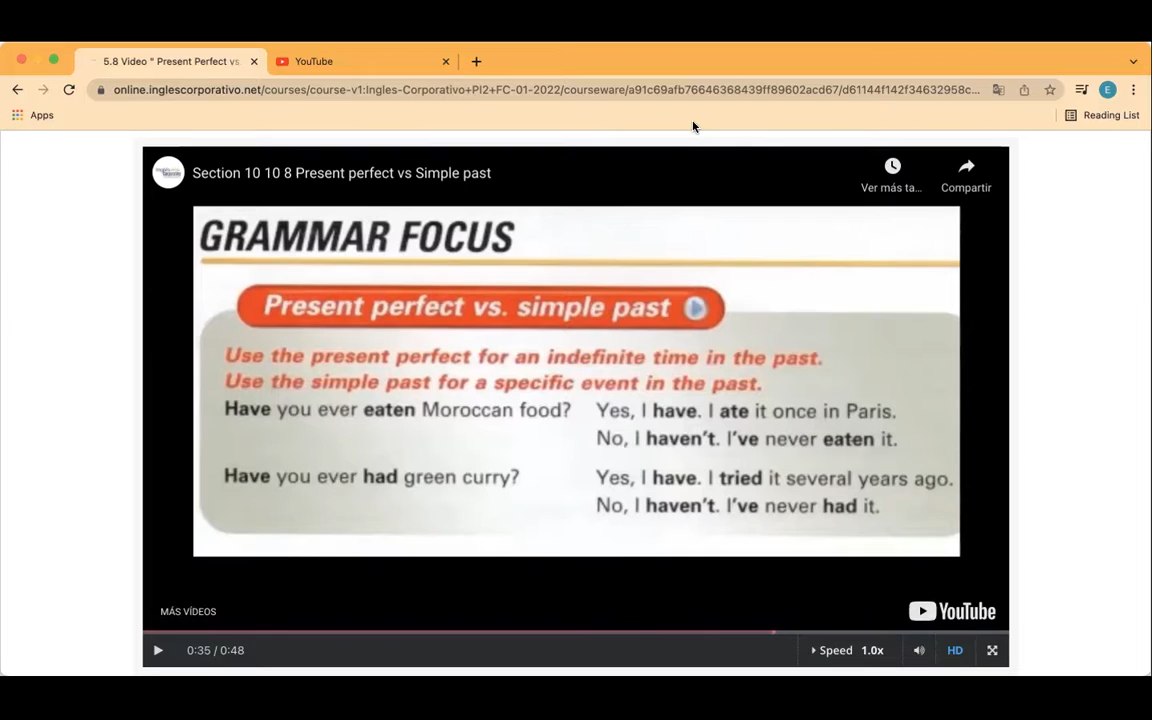 5.8 Video " Present Perfect vs.
YouTube
online.inglescorporativo.net/courses/course-v1:Ingles-Corporativo+PI2+FC-01-2022/courseware/a91c69afb76646368439ff89602acd67/d61144f142f34632958c...
E
Apps
Reading List
Section 10 10 8 Present perfect vs Simple past
Ver más ta...
Compartir
GRAMMAR FOCUS
Present perfect vs. simple past
Use the present perfect for an indefinite time in the past.
Use the simple past for a specific event in the past.
Have you ever eaten Moroccan food? Yes, I have. I ate it once in Paris.
No, I haven't. I've never eaten it.
Have you ever had green curry? Yes, I have. I tried it several years ago.
No, I haven't. I've never had it.
MÁS VÍDEOS
YouTube
0:35 / 0:48
Speed 1.0x
HD